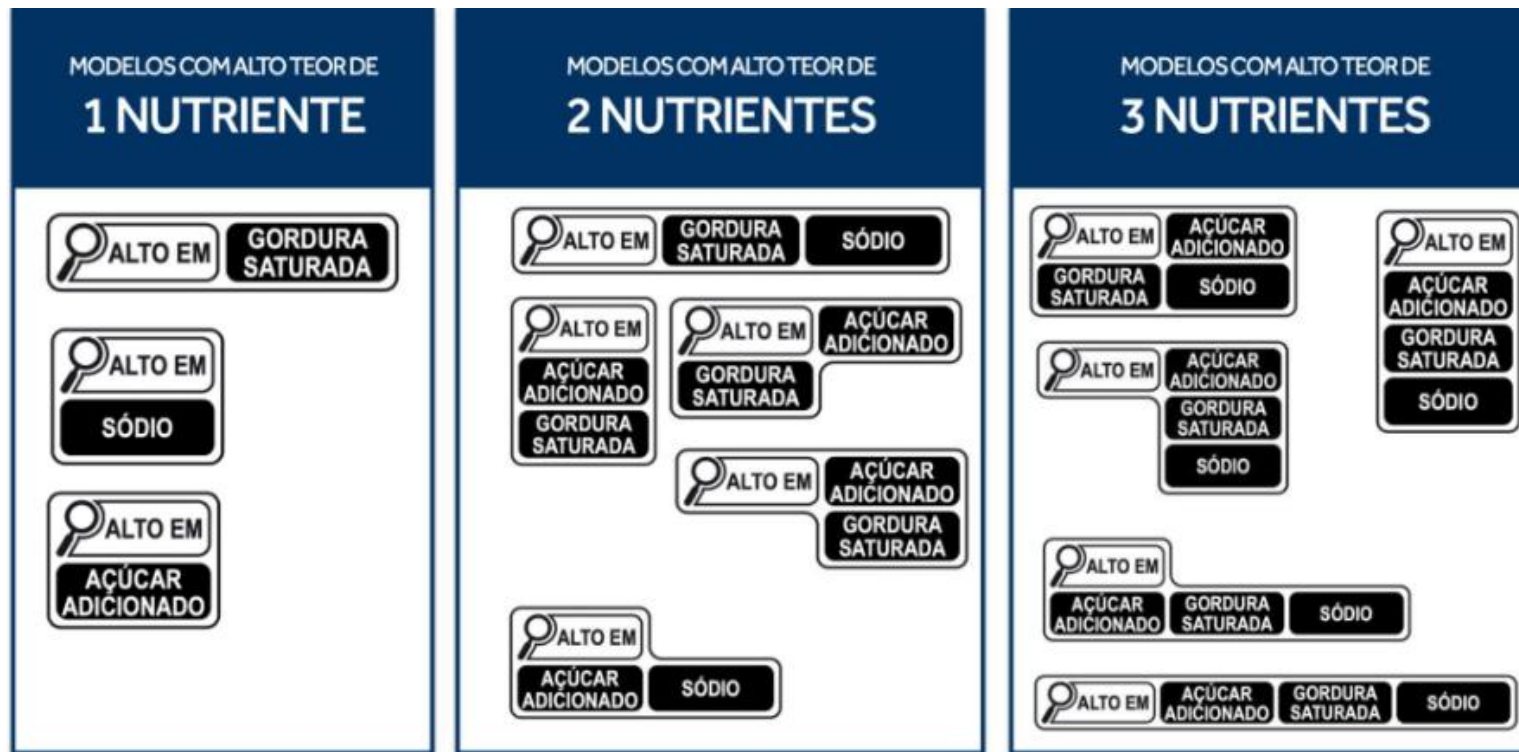 MODELOS COM ALTO TEOR DE
1 NUTRIENTE
ALTO EM
GORDURA
SATURADA
ALTO EM
SÓDIO
ALTO EM
AÇÚCAR
ADICIONADO
MODELOS COM ALTO TEOR DE
2 NUTRIENTES
ALTO EM
GORDURA
SATURADA
SÓDIO
ALTO EM
AÇÚCAR
ADICIONADO
GORDURA
SATURADA
ALTO EM
AÇÚCAR
ADICIONADO
GORDURA
SATURADA
ALTO EM
AÇÚCAR
ADICIONADO
GORDURA
SATURADA
ALTO EM
AÇÚCAR
ADICIONADO
SÓDIO
MODELOS COM ALTO TEOR DE
3 NUTRIENTES
ALTO EM
AÇÚCAR
ADICIONADO
GORDURA
SATURADA
SÓDIO
ALTO EM
AÇÚCAR
ADICIONADO
GORDURA
SATURADA
SÓDIO
ALTO EM
AÇÚCAR
ADICIONADO
GORDURA
SATURADA
SÓDIO
ALTO EM
AÇÚCAR
ADICIONADO
GORDURA
SATURADA
SÓDIO
ALTO EM
AÇÚCAR
ADICIONADO
GORDURA
SATURADA
SÓDIO